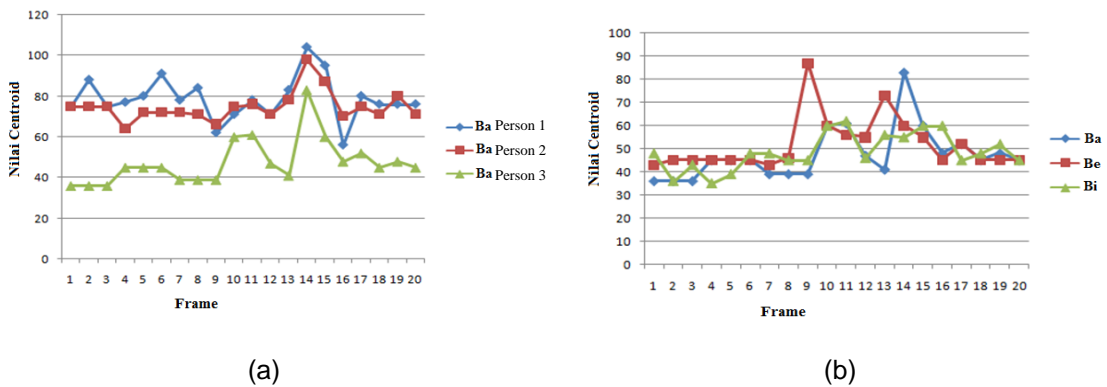 120
100
80
60
40
20
0
Nilai Centroid
1 2 3 4 5 6 7 8 9 10 11 12 13 14 15 16 17 18 19 20
Frame
Ba Person 1
Ba Person 2
Ba Person 3
(a)
100
90
80
70
60
50
40
30
20
10
0
Nilai Centroid
1 2 3 4 5 6 7 8 9 10 11 12 13 14 15 16 17 18 19 20
Frame
Ba
Be
Bi
(b)